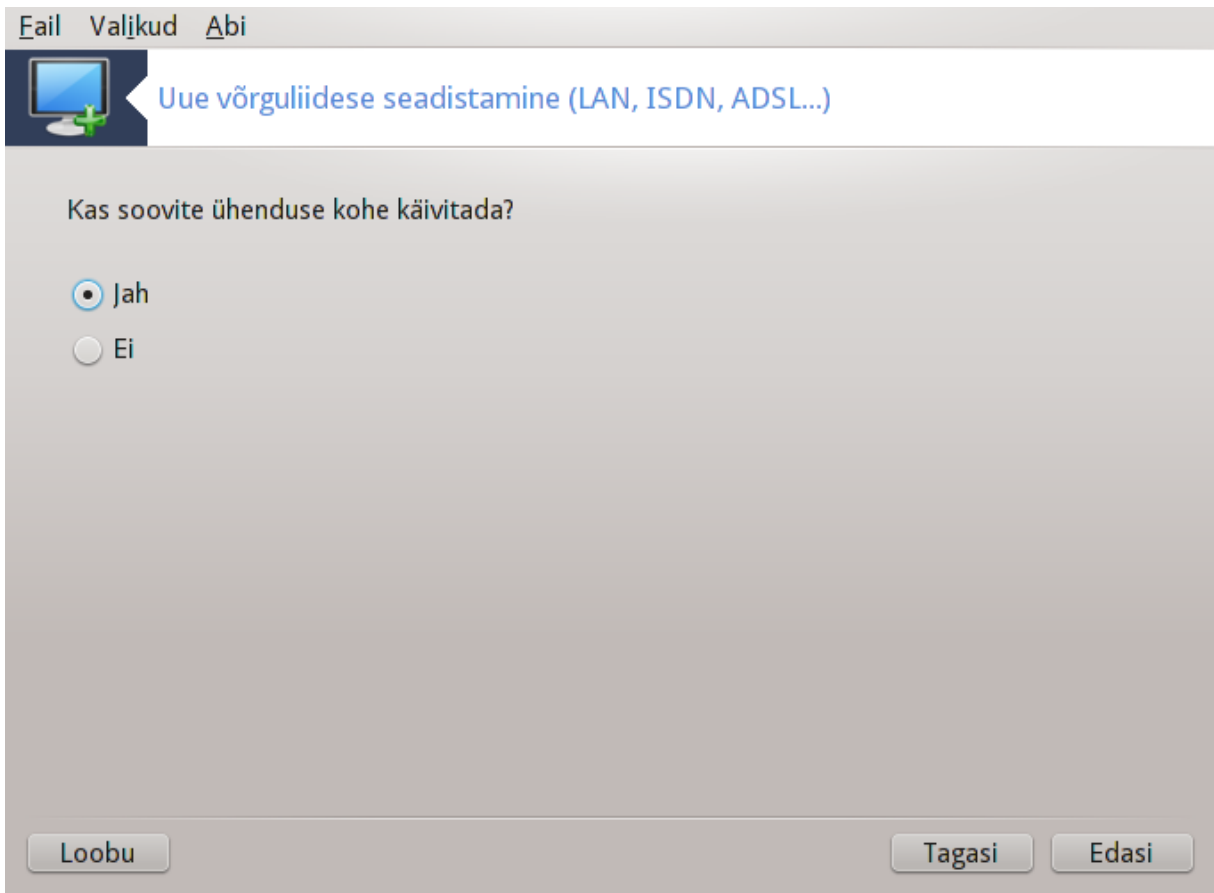 Fail Valikud Abi
Uue võrguliidese seadistamine (LAN, ISDN, ADSL...)
Kas soovite ühenduse kohe käivitada?
Jah
Ei
Loobu Tagasi Edasi